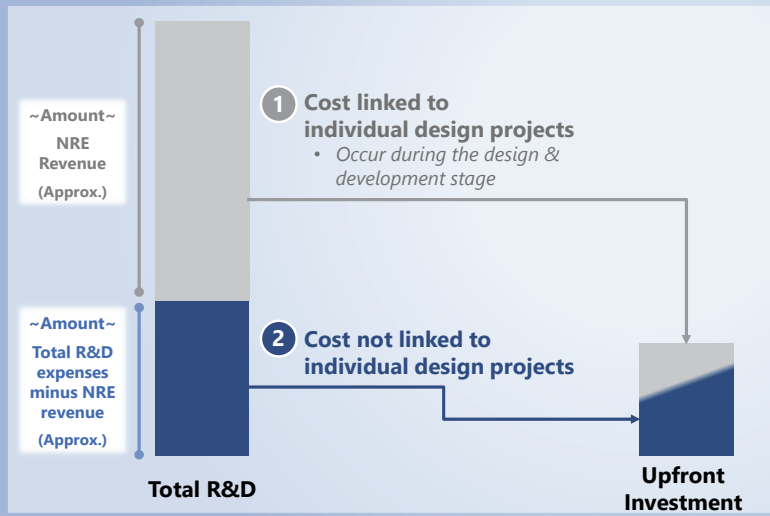 ~Amount~
NRE
Revenue
(Approx.)
1 Cost linked to
individual design projects
• Occur during the design &
development stage
~Amount~
Total R&D
expenses
minus NRE
revenue
(Approx.)
2 Cost not linked to
individual design projects
Total R&D
Upfront
Investment